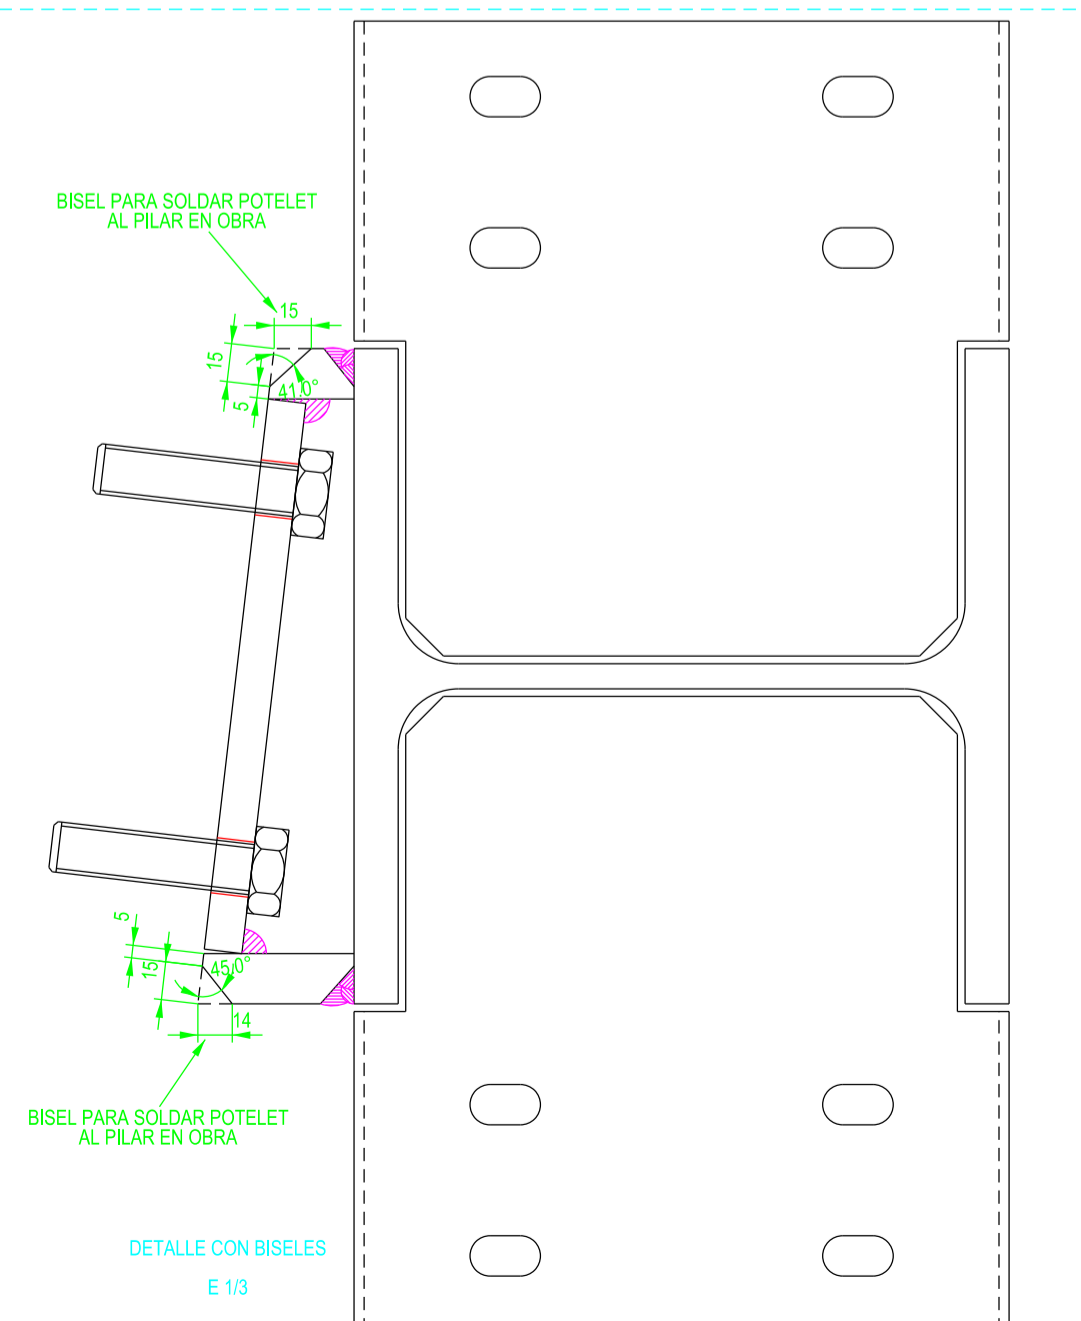 BISEL PARA SOLDAR POTELET
AL PILAR EN OBRA
15
15
41.0°
5
5
15
45.0°
14
BISEL PARA SOLDAR POTELET
AL PILAR EN OBRA
DETALLE CON BISELES
E 1/3